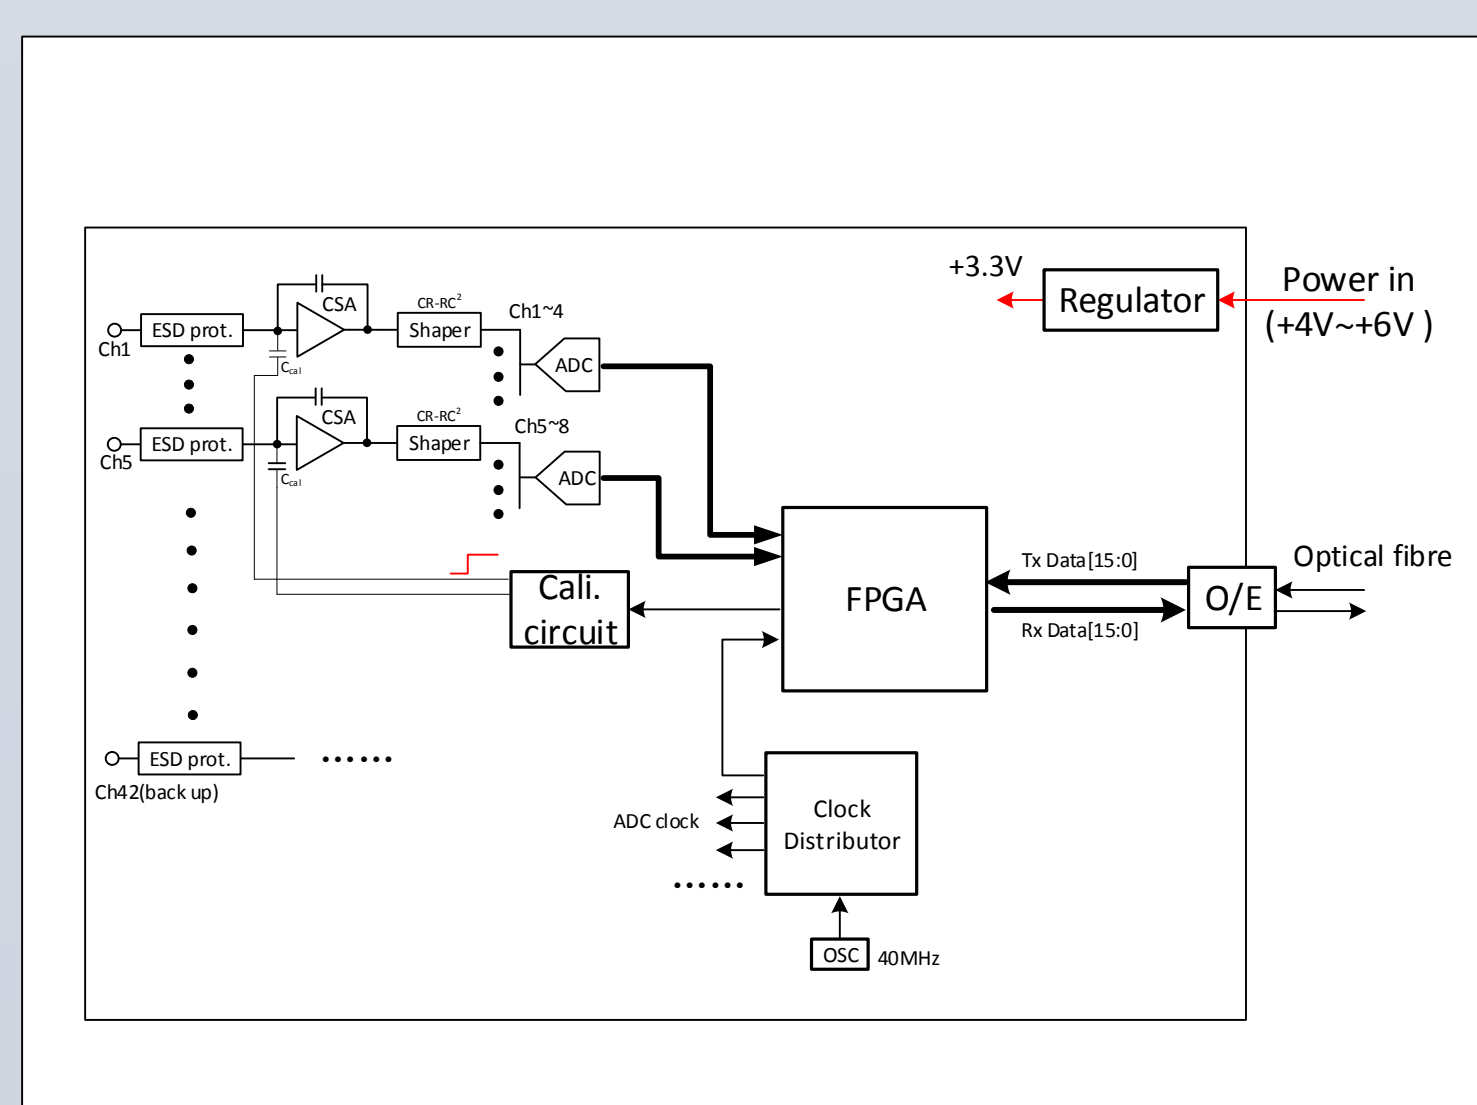 +3.3V
Regulator
Power in
(+4V~+6V )
CSA
CR-RC²
Ch1~4
ESD prot.
Shaper
Ch1
Ccal
ADC
CSA
CR-RC²
Ch5~8
ESD prot.
Shaper
Ch5
Ccal
ADC
Cali.
circuit
FPGA
Tx Data[15:0]
Rx Data[15:0]
O/E
Optical fibre
ESD prot.
Ch42(back up)
ADC clock
Clock
Distributor
OSC
40MHz